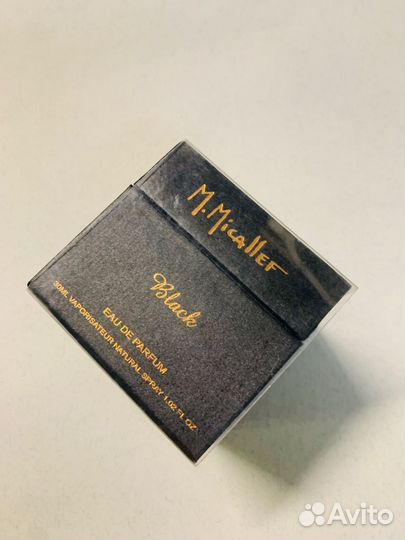 M.Micallef
Black
EAU DE PARFUM
30ML VAPORISATEUR NATURAL SPRAY 1.02 FL OZ
Avito